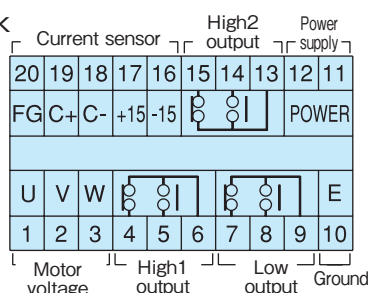 K
Current sensor
High2 output
Power supply
20 19 18 17 16 15 14 13 12 11
FG C+ C- +15 -15 POWER
U V W E
1 2 3 4 5 6 7 8 9 10
Motor voltage
High1 output
Low output
Ground